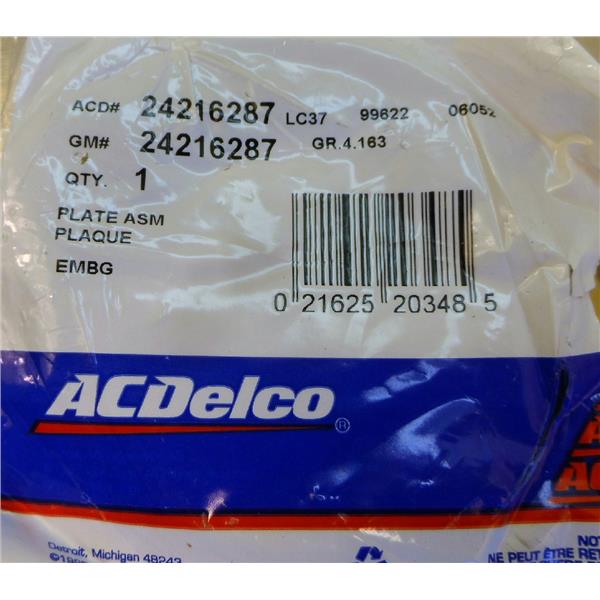 ACD# 24216287 LC37 99622 06052
GM# 24216287 GR.4.163
QTY. 1
PLATE ASM
PLAQUE
EMBG
0 21625 20348 5
ACDelco ®
Detroit, Michigan 48243
NE PEUT ÊTRE